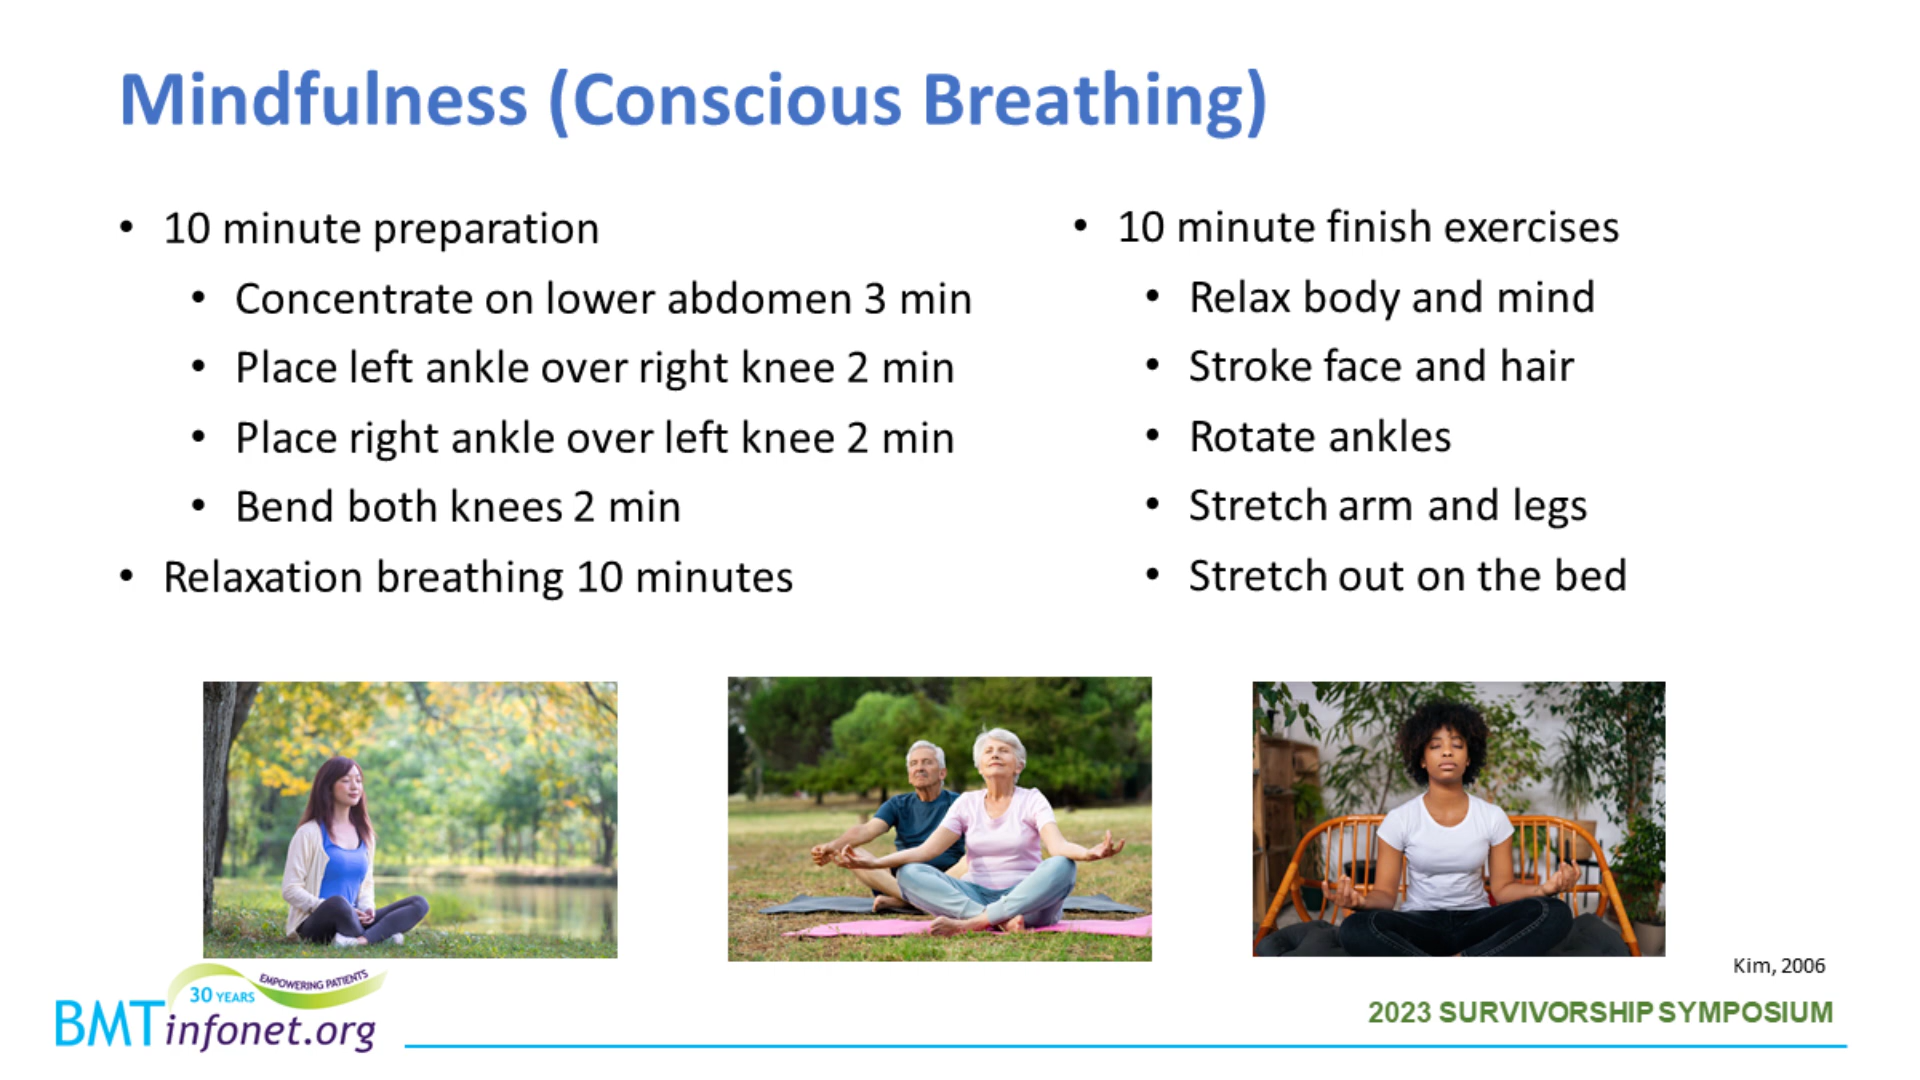 Mindfulness (Conscious Breathing)
• 10 minute preparation
• Concentrate on lower abdomen 3 min
• Place left ankle over right knee 2 min
• Place right ankle over left knee 2 min
• Bend both knees 2 min
• Relaxation breathing 10 minutes
• 10 minute finish exercises
• Relax body and mind
• Stroke face and hair
• Rotate ankles
• Stretch arm and legs
• Stretch out on the bed
Kim, 2006
EMPOWERING PATIENTS
30 YEARS
BMTinfonet.org
2023 SURVIVORSHIP SYMPOSIUM